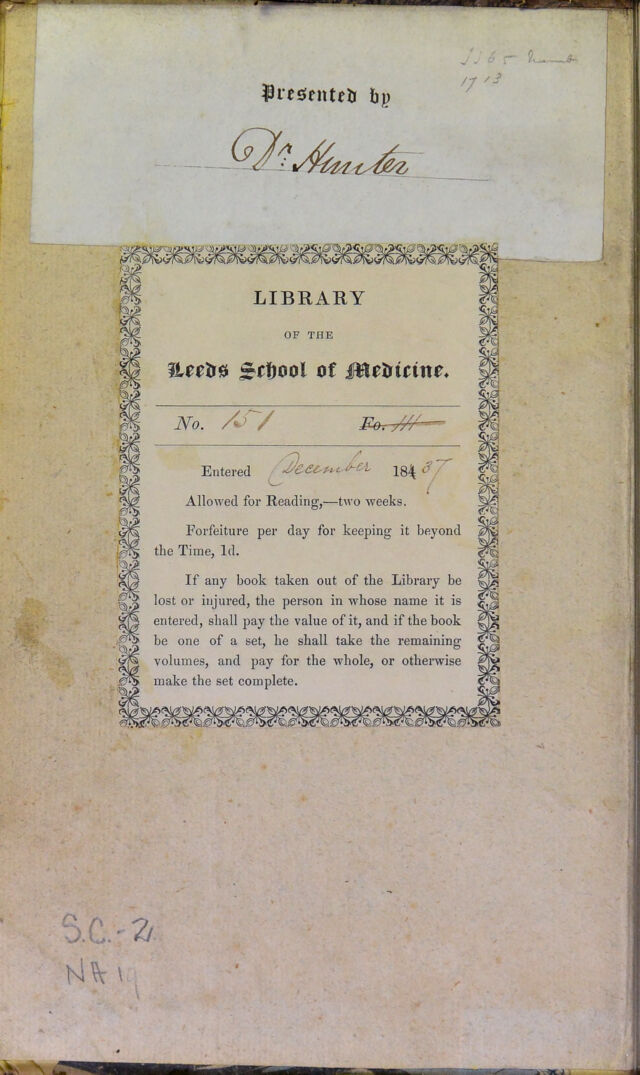 1713
Presented by
Dr. Hunter
LIBRARY
OF THE
Leeds School of Medicine.
No. 151 Fo. 111
Entered December 184 37
Allowed for Reading,—two weeks.
Forfeiture per day for keeping it beyond
the Time, 1d.
If any book taken out of the Library be
lost or injured, the person in whose name it is
entered, shall pay the value of it, and if the book
be one of a set, he shall take the remaining
volumes, and pay for the whole, or otherwise
make the set complete.
S.C.-2
NA 19